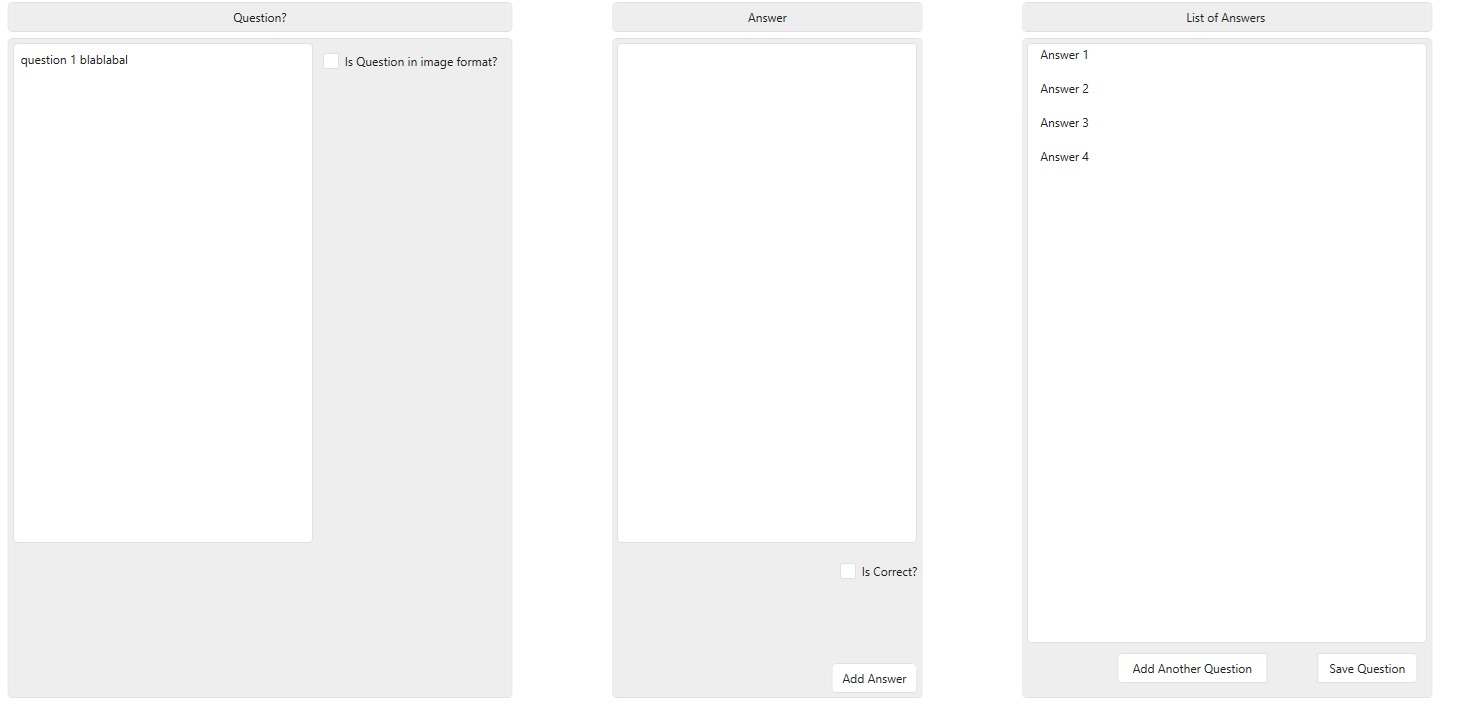 Question?
question 1 blablabal
Is Question in image format?
Answer
Is Correct?
Add Answer
List of Answers
Answer 1
Answer 2
Answer 3
Answer 4
Add Another Question
Save Question